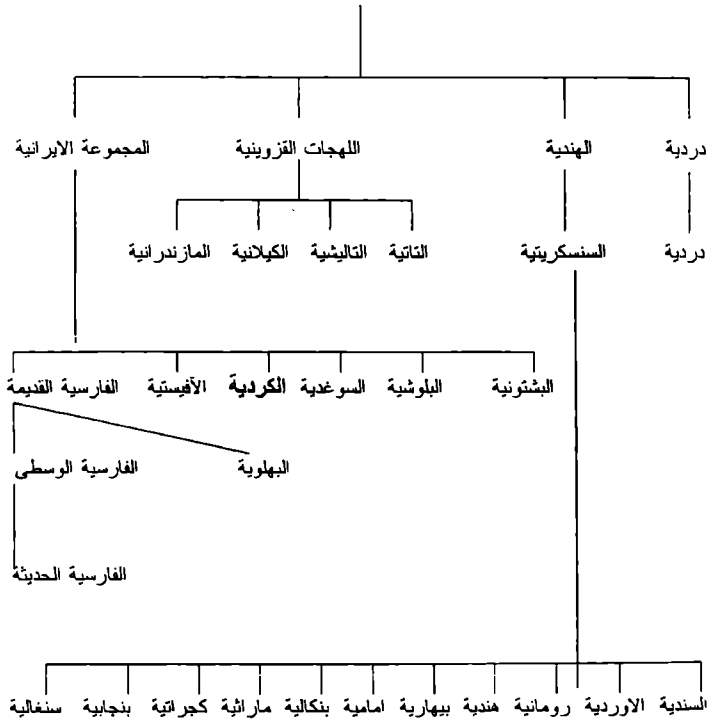 دردية الهندية اللهجات القزوينية المجموعة الايرانية
دردية السنسكريتية التاتية التاليشية الكيلانية المازندرانية
البشتونية البلوشية السوغدية الكردية الأفيستية الفارسية القديمة
البهلوية الفارسية الوسطى
الفارسية الحديثة
السندية الاوردية رومانية هندية بيهارية امامية بنكالية ماراثية كجراتية بنجابية سنغالية